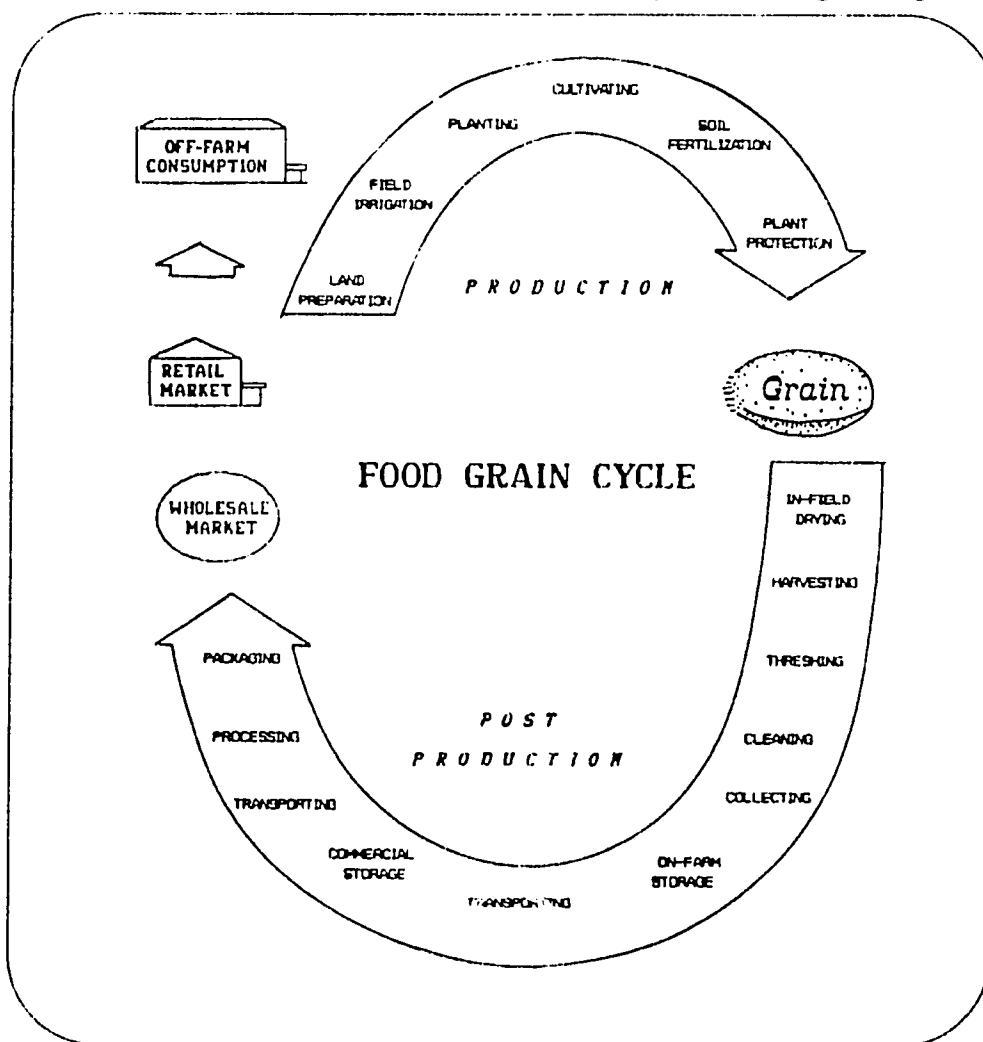 CULTIVATING
PLANTING
SOIL
FERTILIZATION
OFF-FARM
CONSUMPTION
FIELD
IRRIGATION
PLANT
PROTECTION
LAND
PREPARATION
PRODUCTION
RETAIL
MARKET
Grain
FOOD GRAIN CYCLE
WHOLESALE
MARKET
IN-FIELD
DRYING
HARVESTING
THRESHING
CLEANING
COLLECTING
ON-FARM
STORAGE
TRANSPORTING
COMMERCIAL
STORAGE
TRANSPORTING
PROCESSING
PACKAGING
POST
PRODUCTION